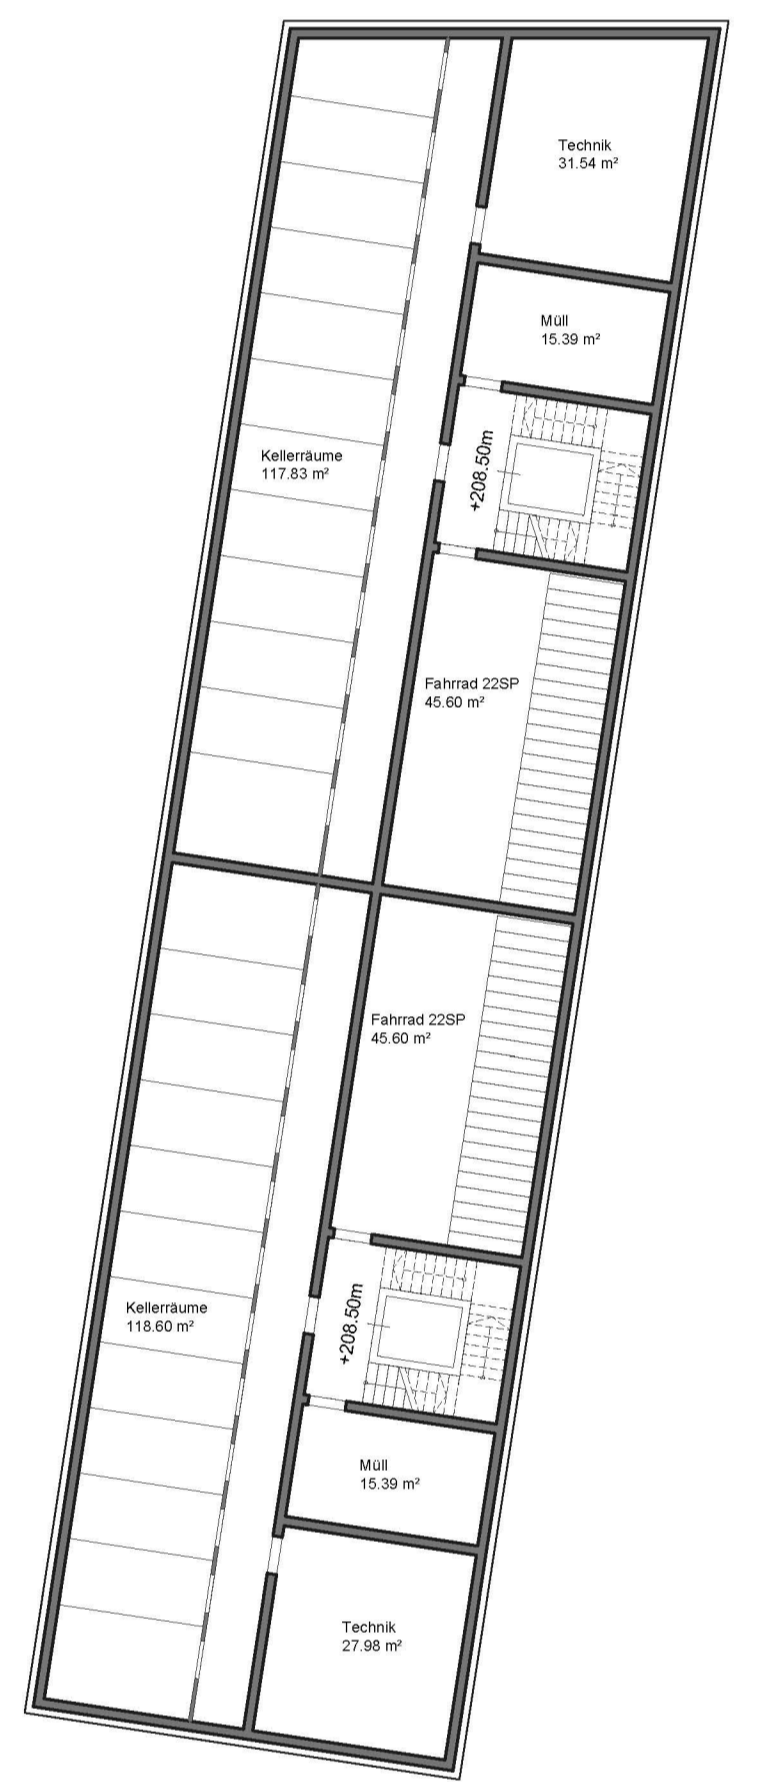 Technik
31.54 m²
Müll
15.39 m²
Kellerräume
117.83 m²
+208.50m
Fahrrad 22SP
45.60 m²
Fahrrad 22SP
45.60 m²
Kellerräume
118.60 m²
+208.50m
Müll
15.39 m²
Technik
27.98 m²